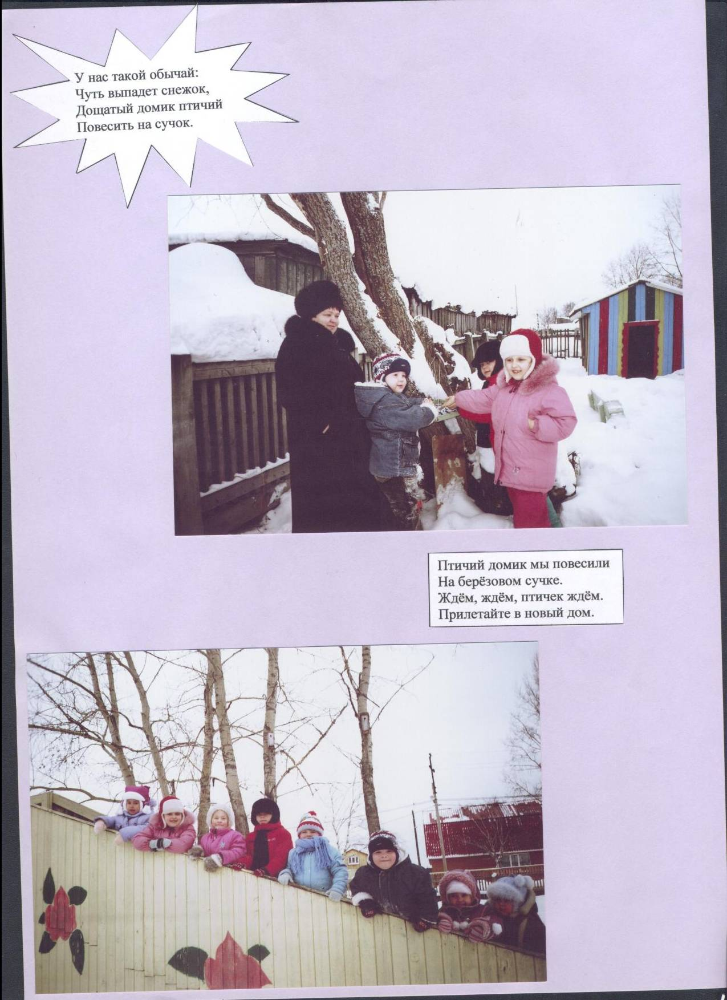 У нас такой обычай:
Чуть выпадет снежок,
Дощатый домик птичий
Повесить на сучок.
Птичий домик мы повесили
На берёзовом сучке.
Ждём, ждём, птичек ждём.
Прилетайте в новый дом.